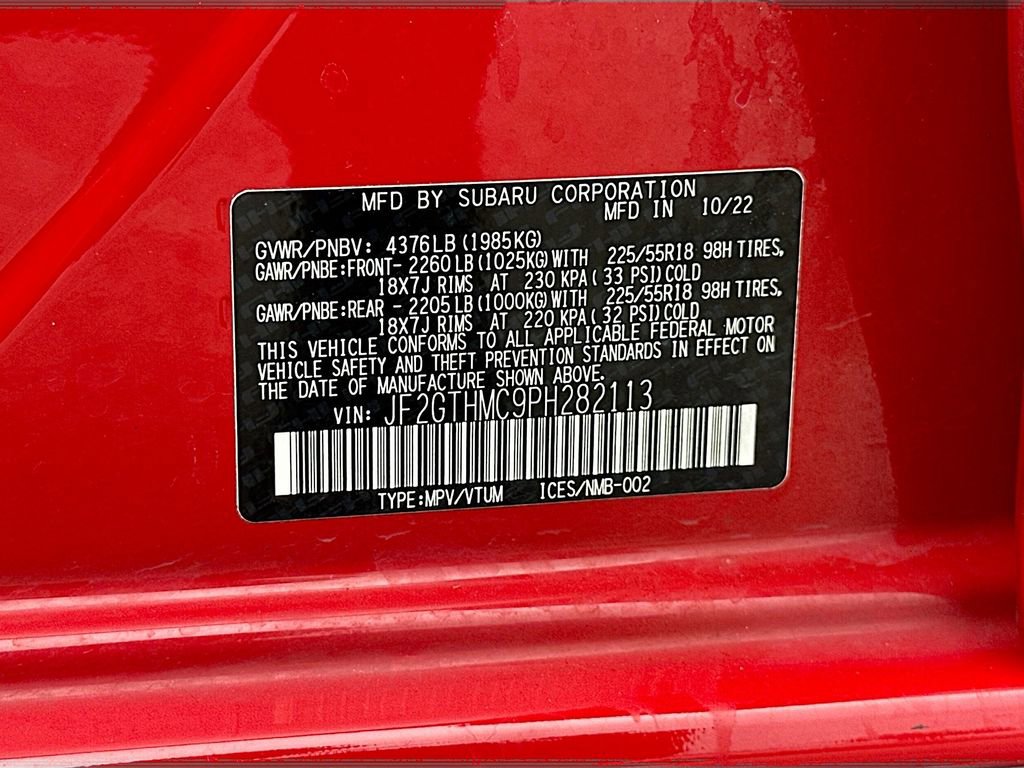 MFD BY SUBARU CORPORATION
MFD IN 10/22
GVWR/PNBV: 4376LB (1985KG)
GAWR/PNBE:FRONT- 2260LB (1025KG)WITH 225/55R18 98H TIRES,
18X7J RIMS AT 230 KPA( 33 PSI)COLD
GAWR/PNBE:REAR - 2205LB (1000KG)WITH 225/55R18 98H TIRES,
18X7J RIMS AT 220 KPA( 32 PSI)COLD
THIS VEHICLE CONFORMS TO ALL APPLICABLE FEDERAL MOTOR
VEHICLE SAFETY AND THEFT PREVENTION STANDARDS IN EFFECT ON
THE DATE OF MANUFACTURE SHOWN ABOVE.
VIN: JF2GTHMC9PH282113
TYPE:MPV/VTUM ICES/NMB-002